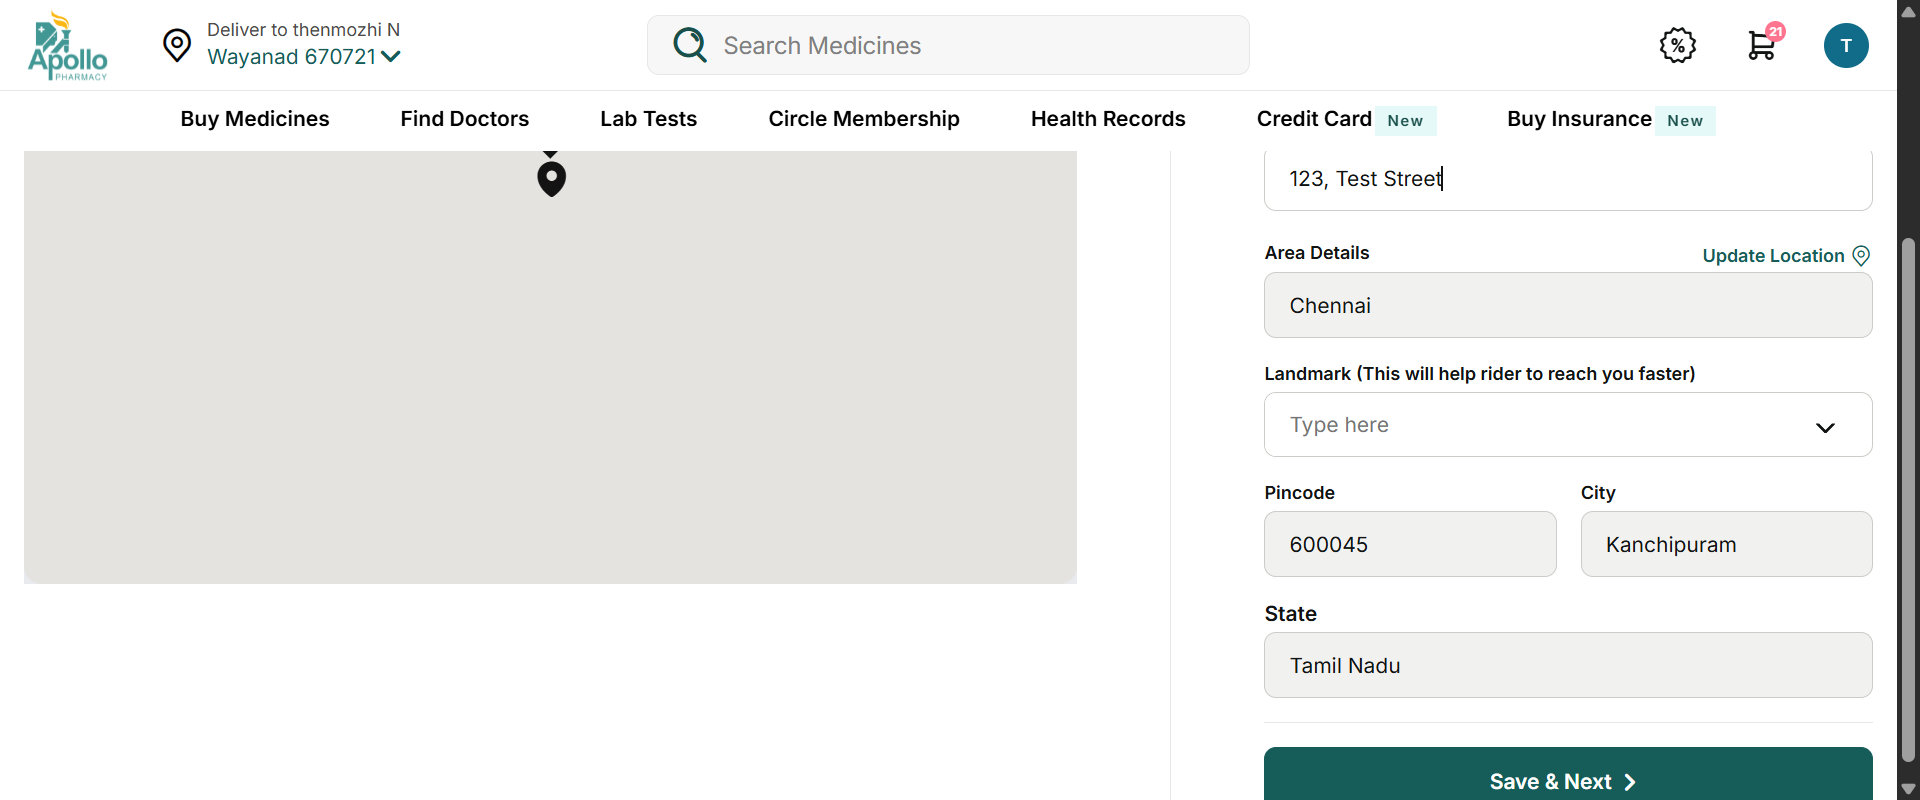 Apollo
PHARMACY
Deliver to thenmozhi N
Wayanad 670721
Search Medicines
%
21
T
Buy Medicines
Find Doctors
Lab Tests
Circle Membership
Health Records
Credit Card New
Buy Insurance New
123, Test Street
Area Details
Update Location
Chennai
Landmark (This will help rider to reach you faster)
Type here
Pincode
City
600045
Kanchipuram
State
Tamil Nadu
Save & Next